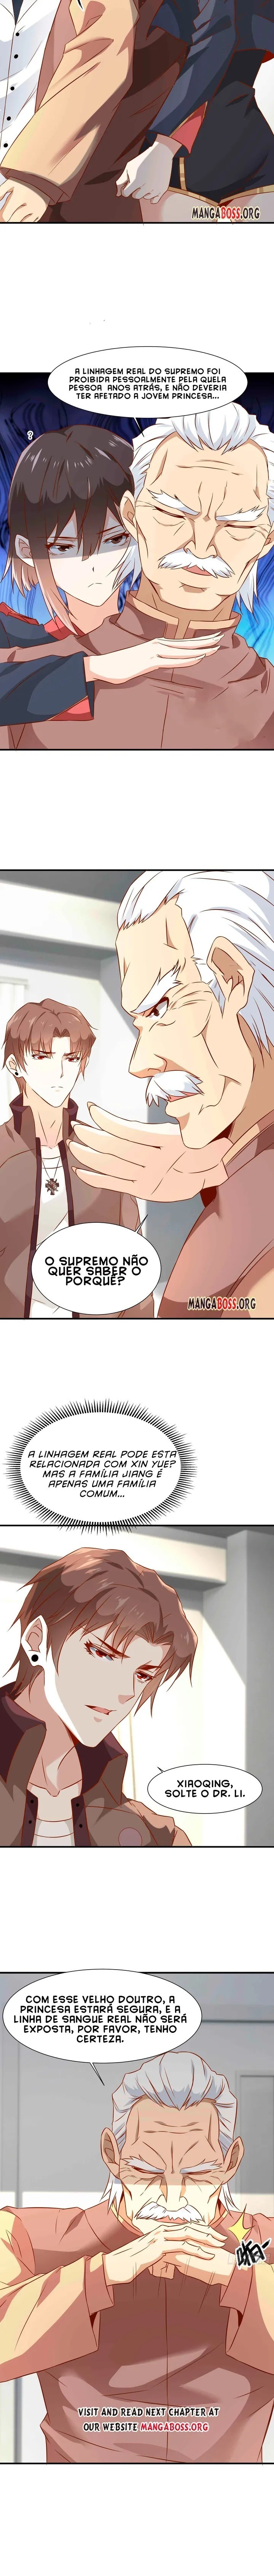 MANGABOSS.ORG
A LINHAGEM REAL DO SUPREMO FOI
PROIBIDA PESSOALMENTE PELA QUELA
PESSOA ANOS ATRÁS, E NÃO DEVERIA
TER AFETADO A JOVEM PRINCESA...
?
O SUPREMO NÃO
QUER SABER O
PORQUE?
MANGABOSS.ORG
A LINHAGEM REAL PODE ESTA
RELACIONADA COM XIN YUE?
MAS A FAMÍLIA JIANG É
APENAS UMA FAMÍLIA
COMUM...
XIAOQING,
SOLTE O DR. LI.
COM ESSE VELHO DOUTRO, A
PRINCESA ESTARÁ SEGURA, E A
LINHA DE SANGUE REAL NÃO SERÁ
EXPOSTA, POR FAVOR, TENHO
CERTEZA.
VISIT AND READ NEXT CHAPTER AT
OUR WEBSITE MANGABOSS.ORG